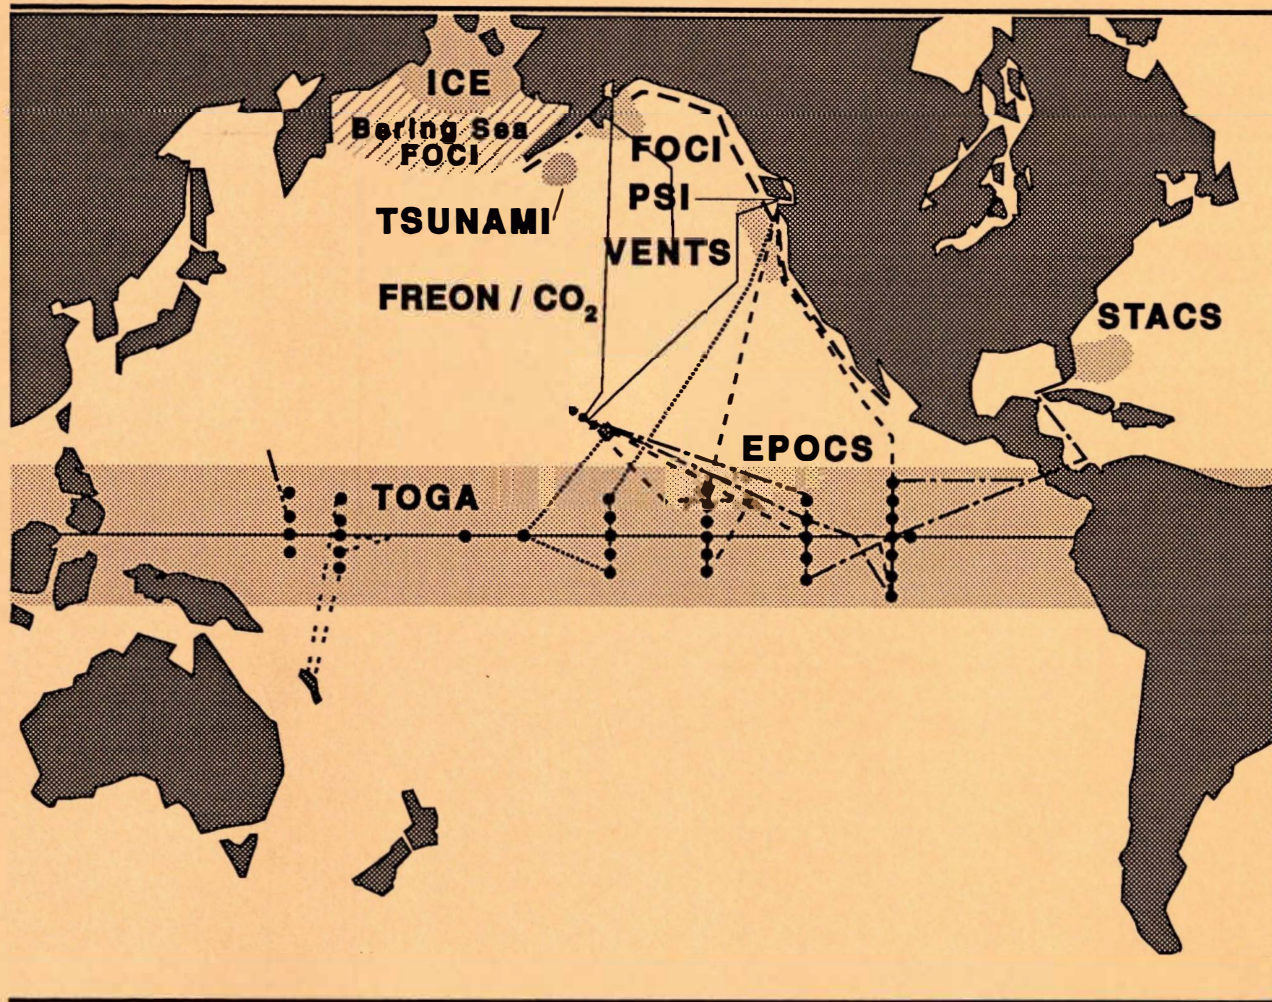 ICE
Bering Sea
FOCI
FOCI
PSI
TSUNAMI
VENTS
FREON / CO₂
STACS
EPOCS
TOGA